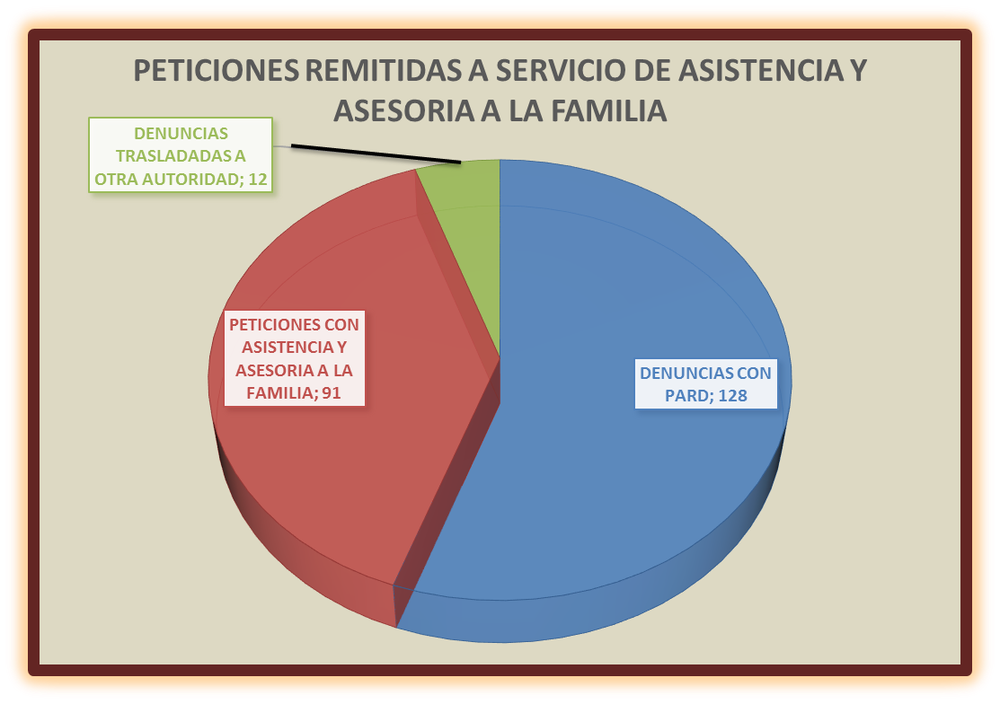 PETICIONES REMITIDAS A SERVICIO DE ASISTENCIA Y
ASESORIA A LA FAMILIA
DENUNCIAS
TRASLADADAS A
OTRA AUTORIDAD; 12
PETICIONES CON
ASISTENCIA Y
ASESORIA A LA
FAMILIA; 91
DENUNCIAS CON
PARD; 128